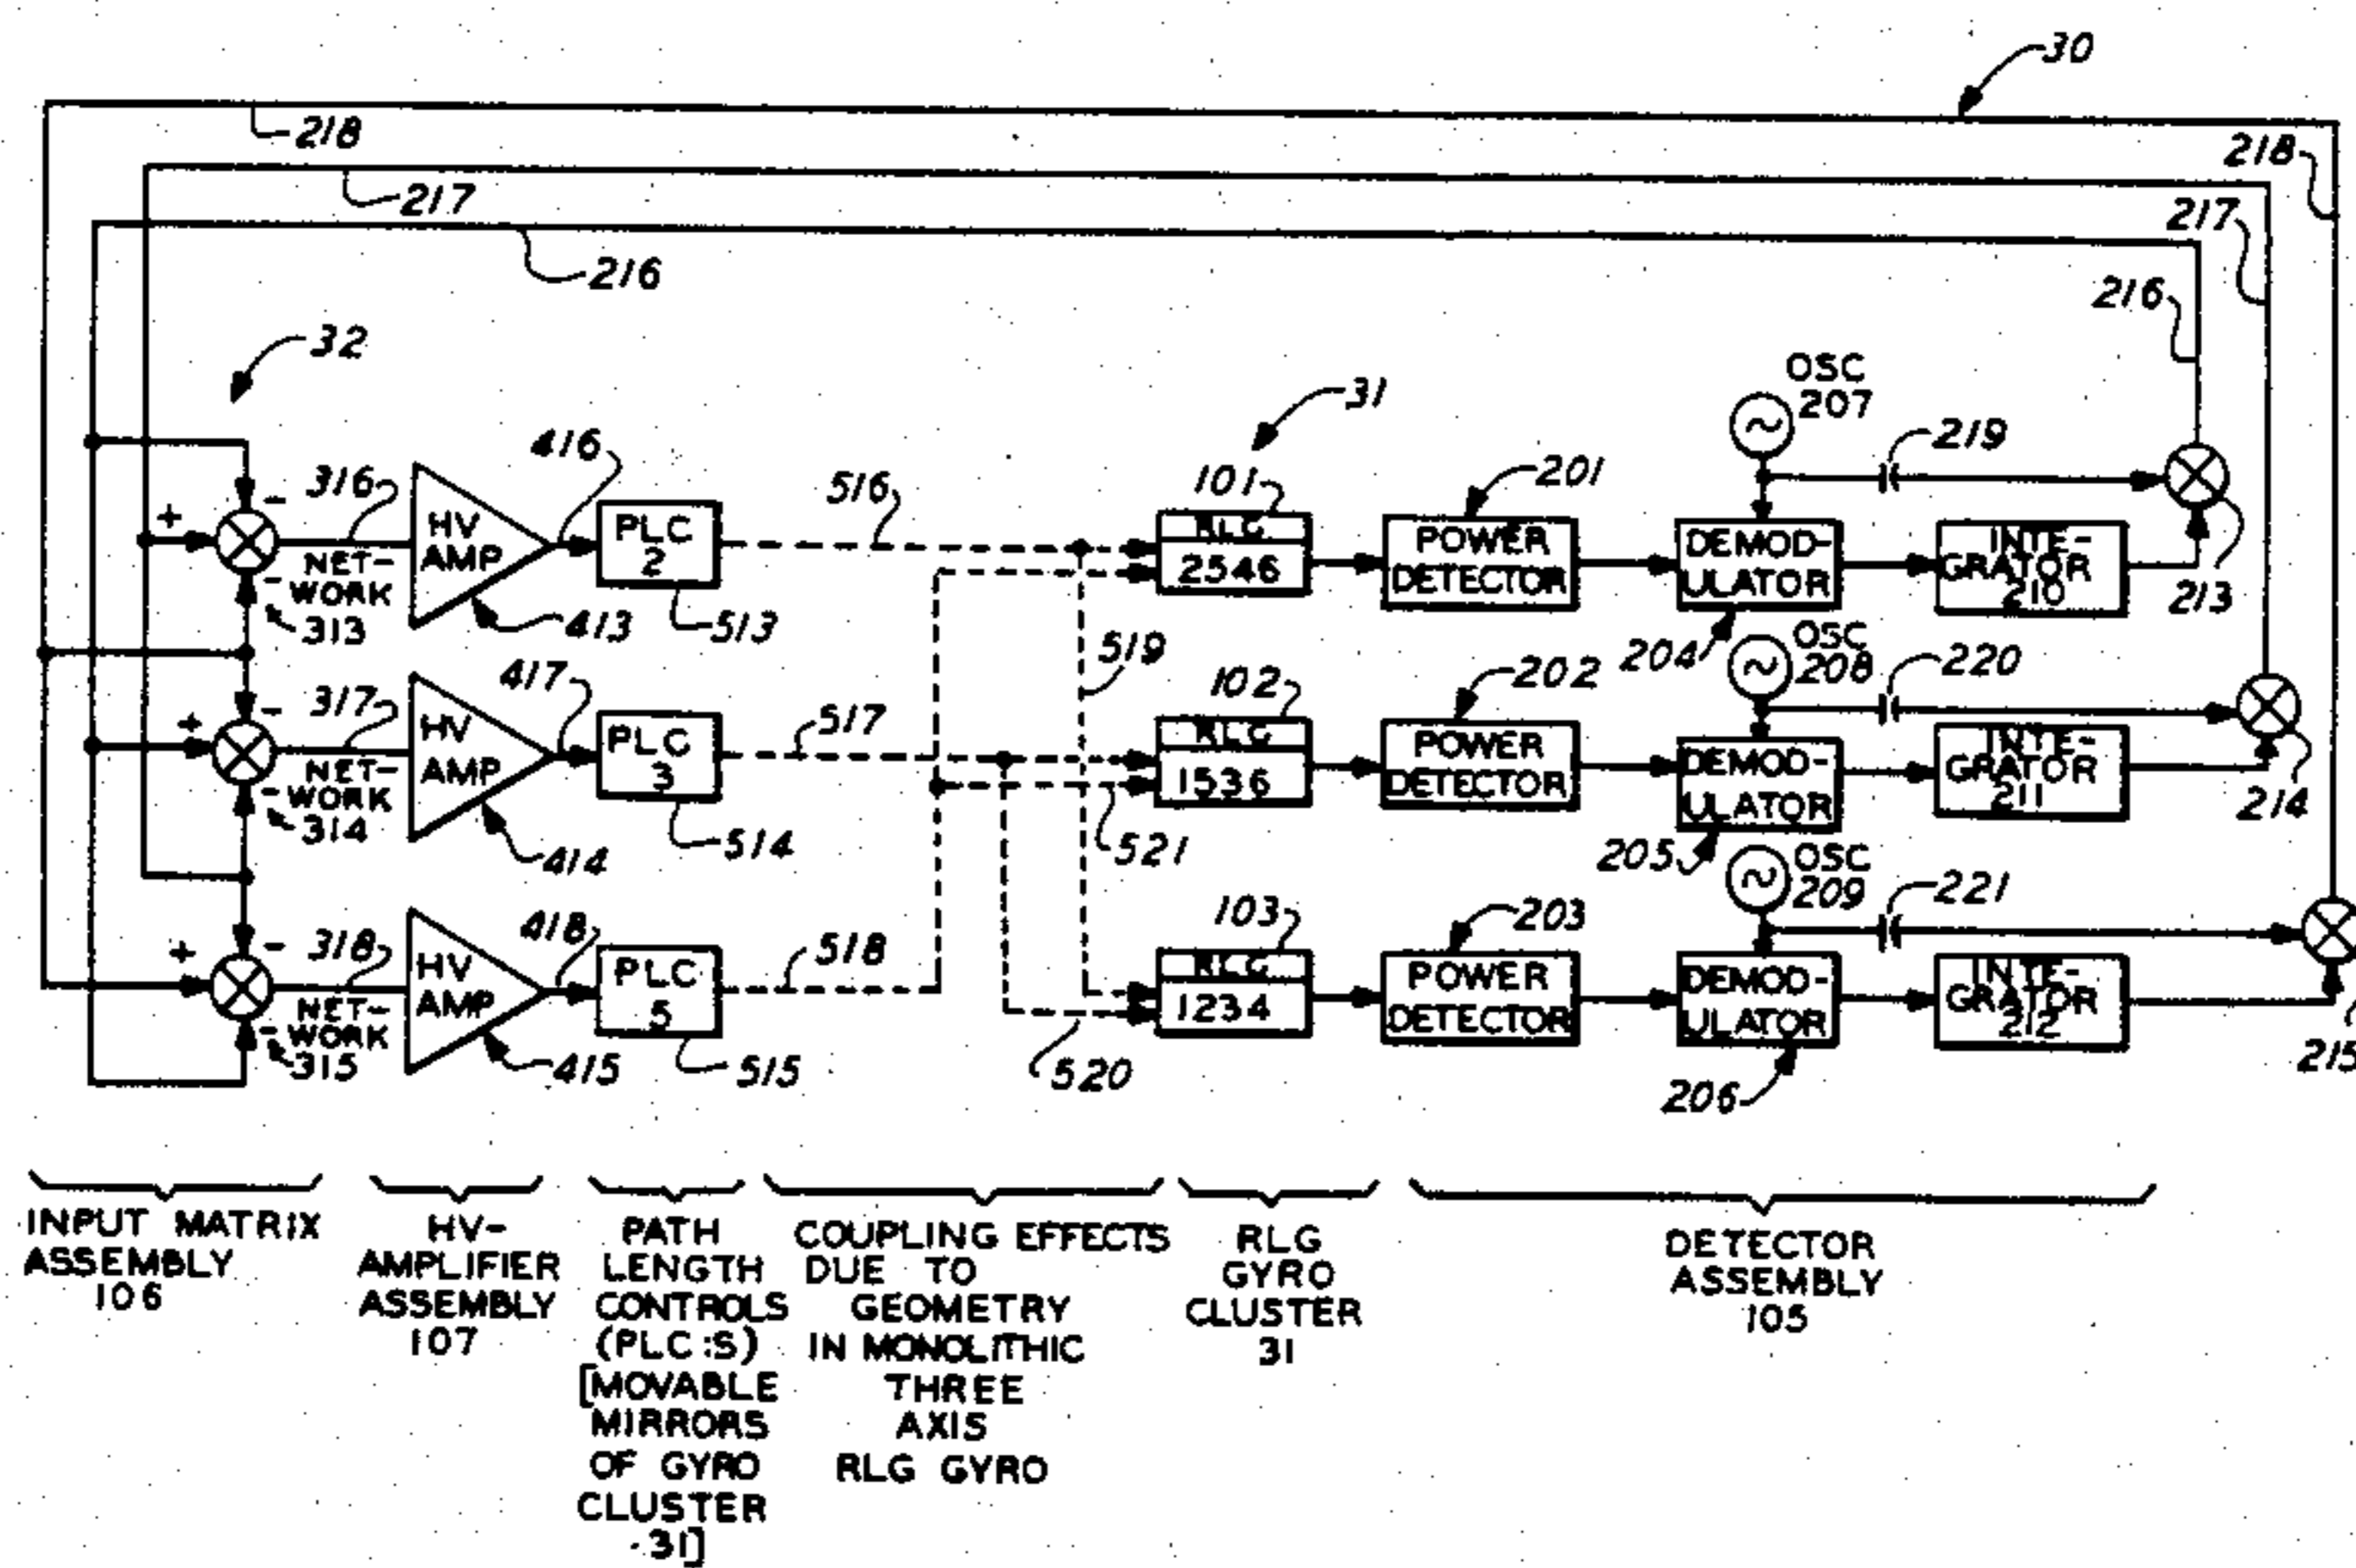 30
218
218
217
217
216
216
32
31
OSC
207
219
416
316
HV
AMP
PLC
2
516
101
RLG
2546
201
POWER
DETECTOR
DEMOD-
ULATOR
INTE-
GRATOR
210
213
+
-
-
NET-
WORK
313
413
513
519
204
OSC
208
220
417
317
HV
AMP
PLC
3
517
102
RLG
1536
202
POWER
DETECTOR
DEMOD-
ULATOR
INTE-
GRATOR
211
214
+
-
-
NET-
WORK
314
414
514
521
205
OSC
209
221
418
318
HV
AMP
PLC
5
518
103
RLG
1234
203
POWER
DETECTOR
DEMOD-
ULATOR
INTE-
GRATOR
212
215
+
-
-
NET-
WORK
315
415
515
520
206
INPUT MATRIX
ASSEMBLY
106
HV-
AMPLIFIER
ASSEMBLY
107
PATH
LENGTH
CONTROLS
(PLC:S)
[MOVABLE
MIRRORS
OF GYRO
CLUSTER
31]
COUPLING EFFECTS
DUE TO
GEOMETRY
IN MONOLITHIC
THREE
AXIS
RLG GYRO
RLG
GYRO
CLUSTER
31
DETECTOR
ASSEMBLY
105